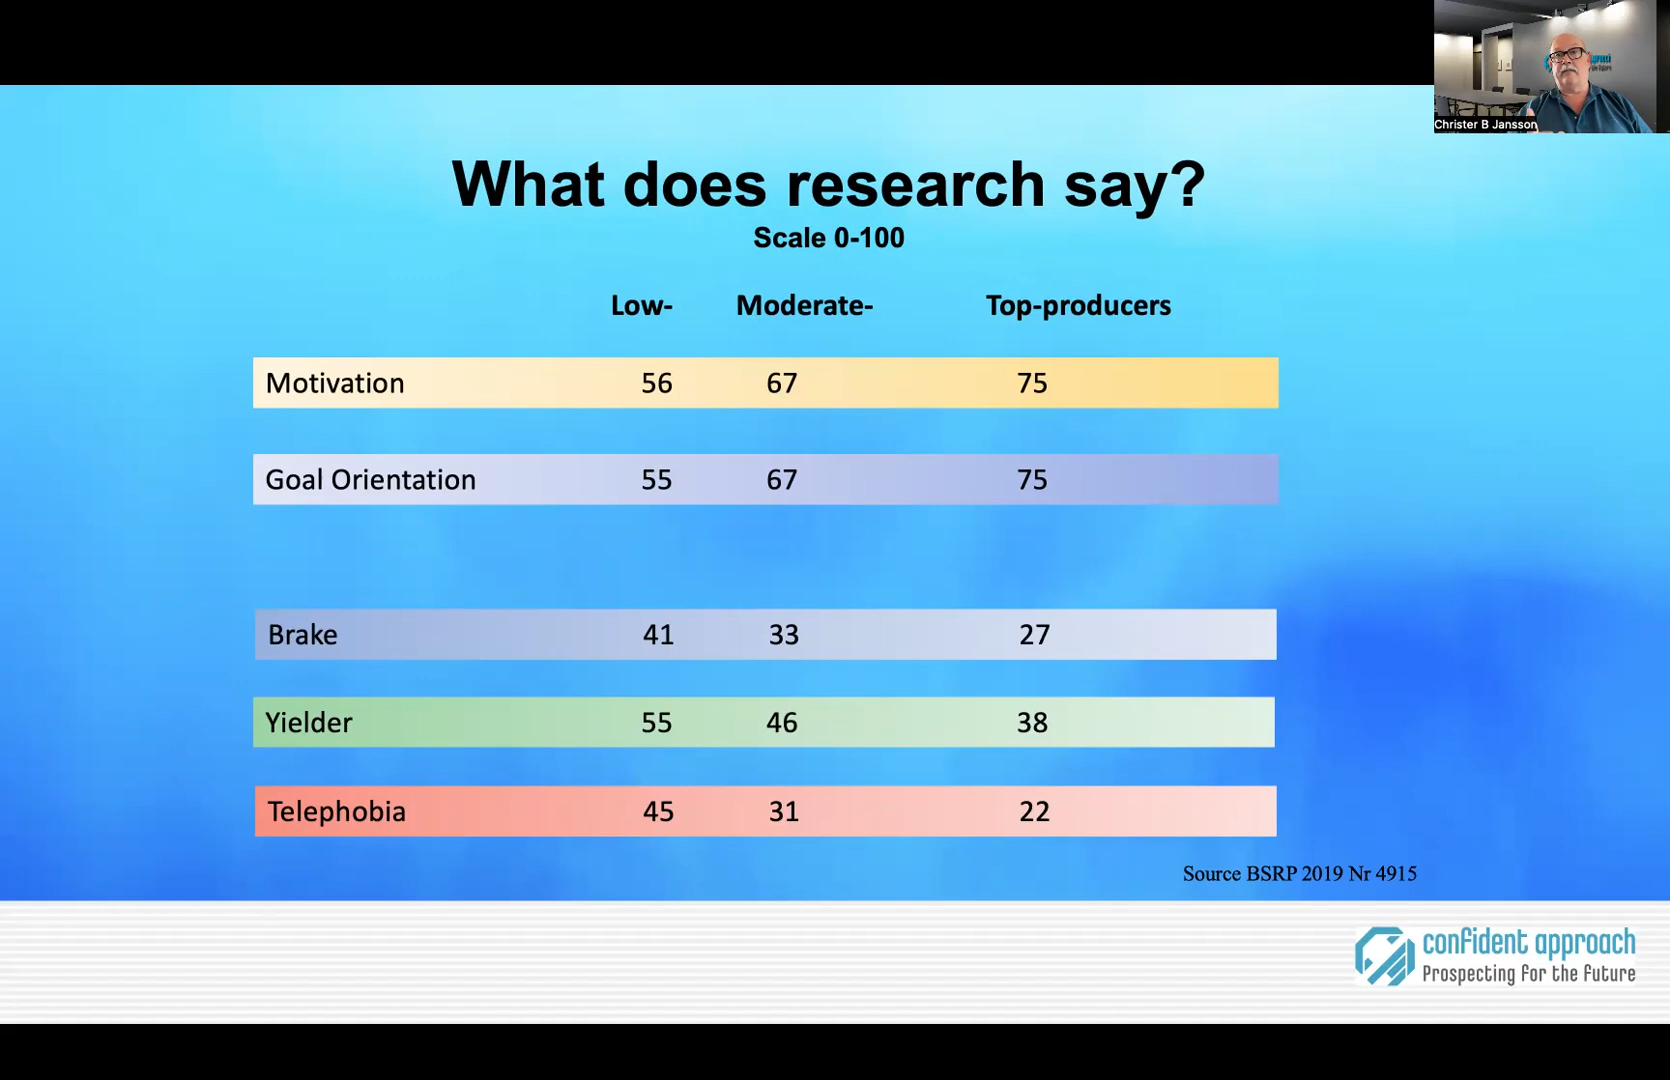 Christer B Jansson
What does research say?
Scale 0-100
Low- Moderate- Top-producers
Motivation 56 67 75
Goal Orientation 55 67 75
Brake 41 33 27
Yielder 55 46 38
Telephobia 45 31 22
Source BSRP 2019 Nr 4915
confident approach
Prospecting for the future